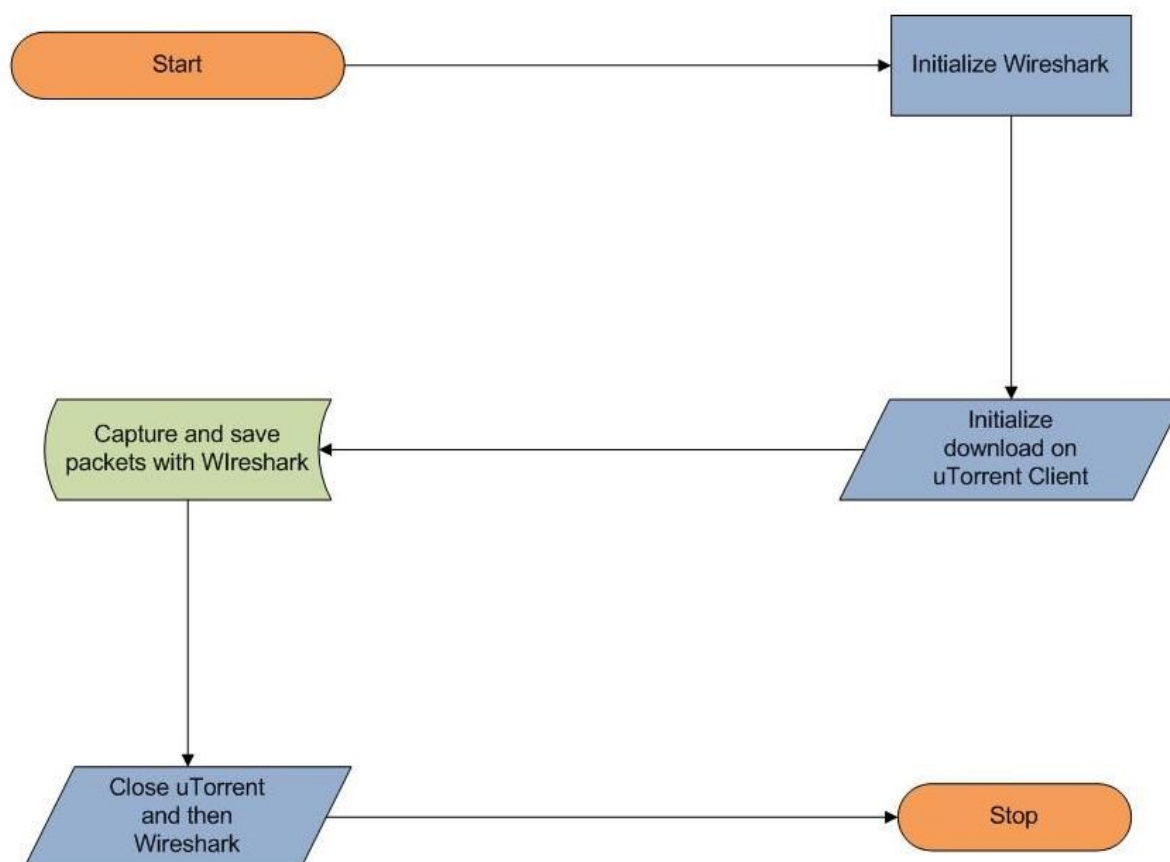 Start
Initialize Wireshark
Initialize
download on
uTorrent Client
Capture and save
packets with WIreshark
Close uTorrent
and then
Wireshark
Stop